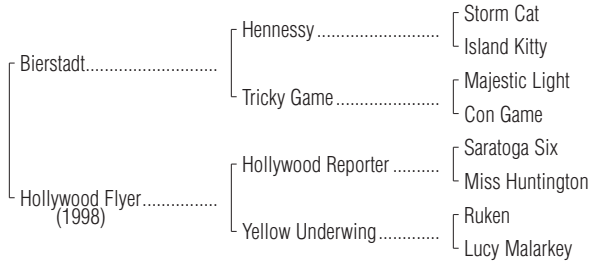 Storm Cat
Hennessy
Island Kitty
Bierstadt
Majestic Light
Tricky Game
Con Game
Saratoga Six
Hollywood Reporter
Miss Huntington
Hollywood Flyer
(1998)
Ruken
Yellow Underwing
Lucy Malarkey